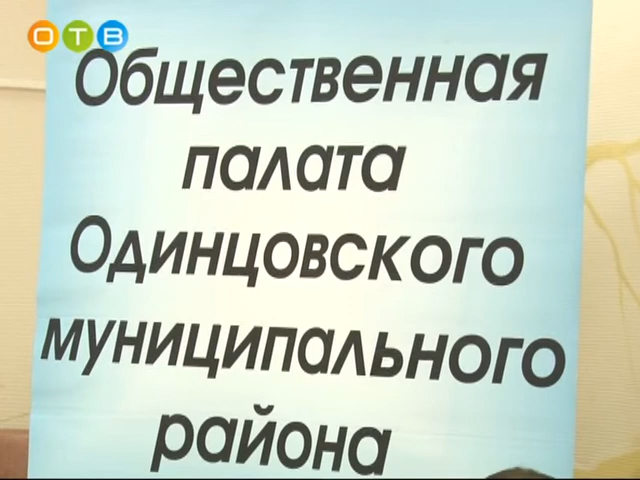 ОТВ
Общественная
палата
Одинцовского
муниципального
района